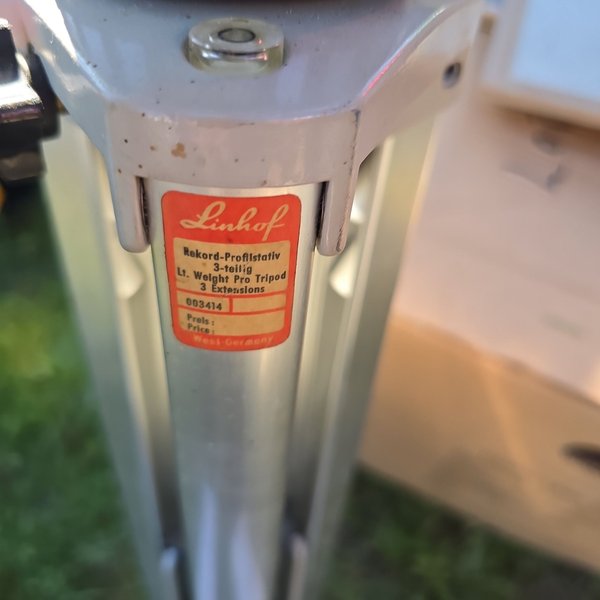 Linhof
Rekord-Profilstativ
3-teilig
Lt. Weight Pro Tripod
3 Extensions
003414
Preis:
Price:
West-Germany